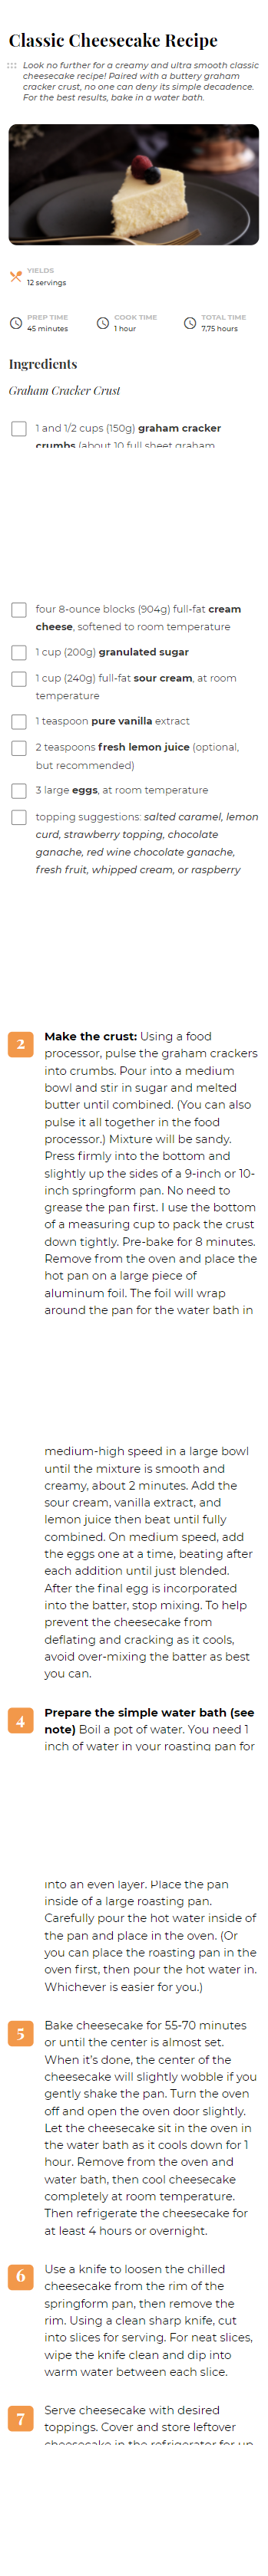 Classic Cheesecake Recipe
Look no further for a creamy and ultra smooth classic
cheesecake recipe! Paired with a buttery graham
cracker crust, no one can deny its simple decadence.
For the best results, bake in a water bath.
YIELDS
12 servings
PREP TIME
45 minutes
COOK TIME
1 hour
TOTAL TIME
7,75 hours
Ingredients
Graham Cracker Crust
1 and 1/2 cups (150g) graham cracker
crumbs (about 10 full sheet graham
four 8-ounce blocks (904g) full-fat cream
cheese, softened to room temperature
1 cup (200g) granulated sugar
1 cup (240g) full-fat sour cream, at room
temperature
1 teaspoon pure vanilla extract
2 teaspoons fresh lemon juice (optional,
but recommended)
3 large eggs, at room temperature
topping suggestions: salted caramel, lemon
curd, strawberry topping, chocolate
ganache, red wine chocolate ganache,
fresh fruit, whipped cream, or raspberry
2
Make the crust: Using a food
processor, pulse the graham crackers
into crumbs. Pour into a medium
bowl and stir in sugar and melted
butter until combined. (You can also
pulse it all together in the food
processor.) Mixture will be sandy.
Press firmly into the bottom and
slightly up the sides of a 9-inch or 10-
inch springform pan. No need to
grease the pan first. I use the bottom
of a measuring cup to pack the crust
down tightly. Pre-bake for 8 minutes.
Remove from the oven and place the
hot pan on a large piece of
aluminum foil. The foil will wrap
around the pan for the water bath in
medium-high speed in a large bowl
until the mixture is smooth and
creamy, about 2 minutes. Add the
sour cream, vanilla extract, and
lemon juice then beat until fully
combined. On medium speed, add
the eggs one at a time, beating after
each addition until just blended.
After the final egg is incorporated
into the batter, stop mixing. To help
prevent the cheesecake from
deflating and cracking as it cools,
avoid over-mixing the batter as best
you can.
4
Prepare the simple water bath (see
note) Boil a pot of water. You need 1
inch of water in your roasting pan for
into an even layer. Place the pan
inside of a large roasting pan.
Carefully pour the hot water inside of
the pan and place in the oven. (Or
you can place the roasting pan in the
oven first, then pour the hot water in.
Whichever is easier for you.)
5
Bake cheesecake for 55-70 minutes
or until the center is almost set.
When it's done, the center of the
cheesecake will slightly wobble if you
gently shake the pan. Turn the oven
off and open the oven door slightly.
Let the cheesecake sit in the oven in
the water bath as it cools down for 1
hour. Remove from the oven and
water bath, then cool cheesecake
completely at room temperature.
Then refrigerate the cheesecake for
at least 4 hours or overnight.
6
Use a knife to loosen the chilled
cheesecake from the rim of the
springform pan, then remove the
rim. Using a clean sharp knife, cut
into slices for serving. For neat slices,
wipe the knife clean and dip into
warm water between each slice.
7
Serve cheesecake with desired
toppings. Cover and store leftover
cheesecake in the refrigerator for up